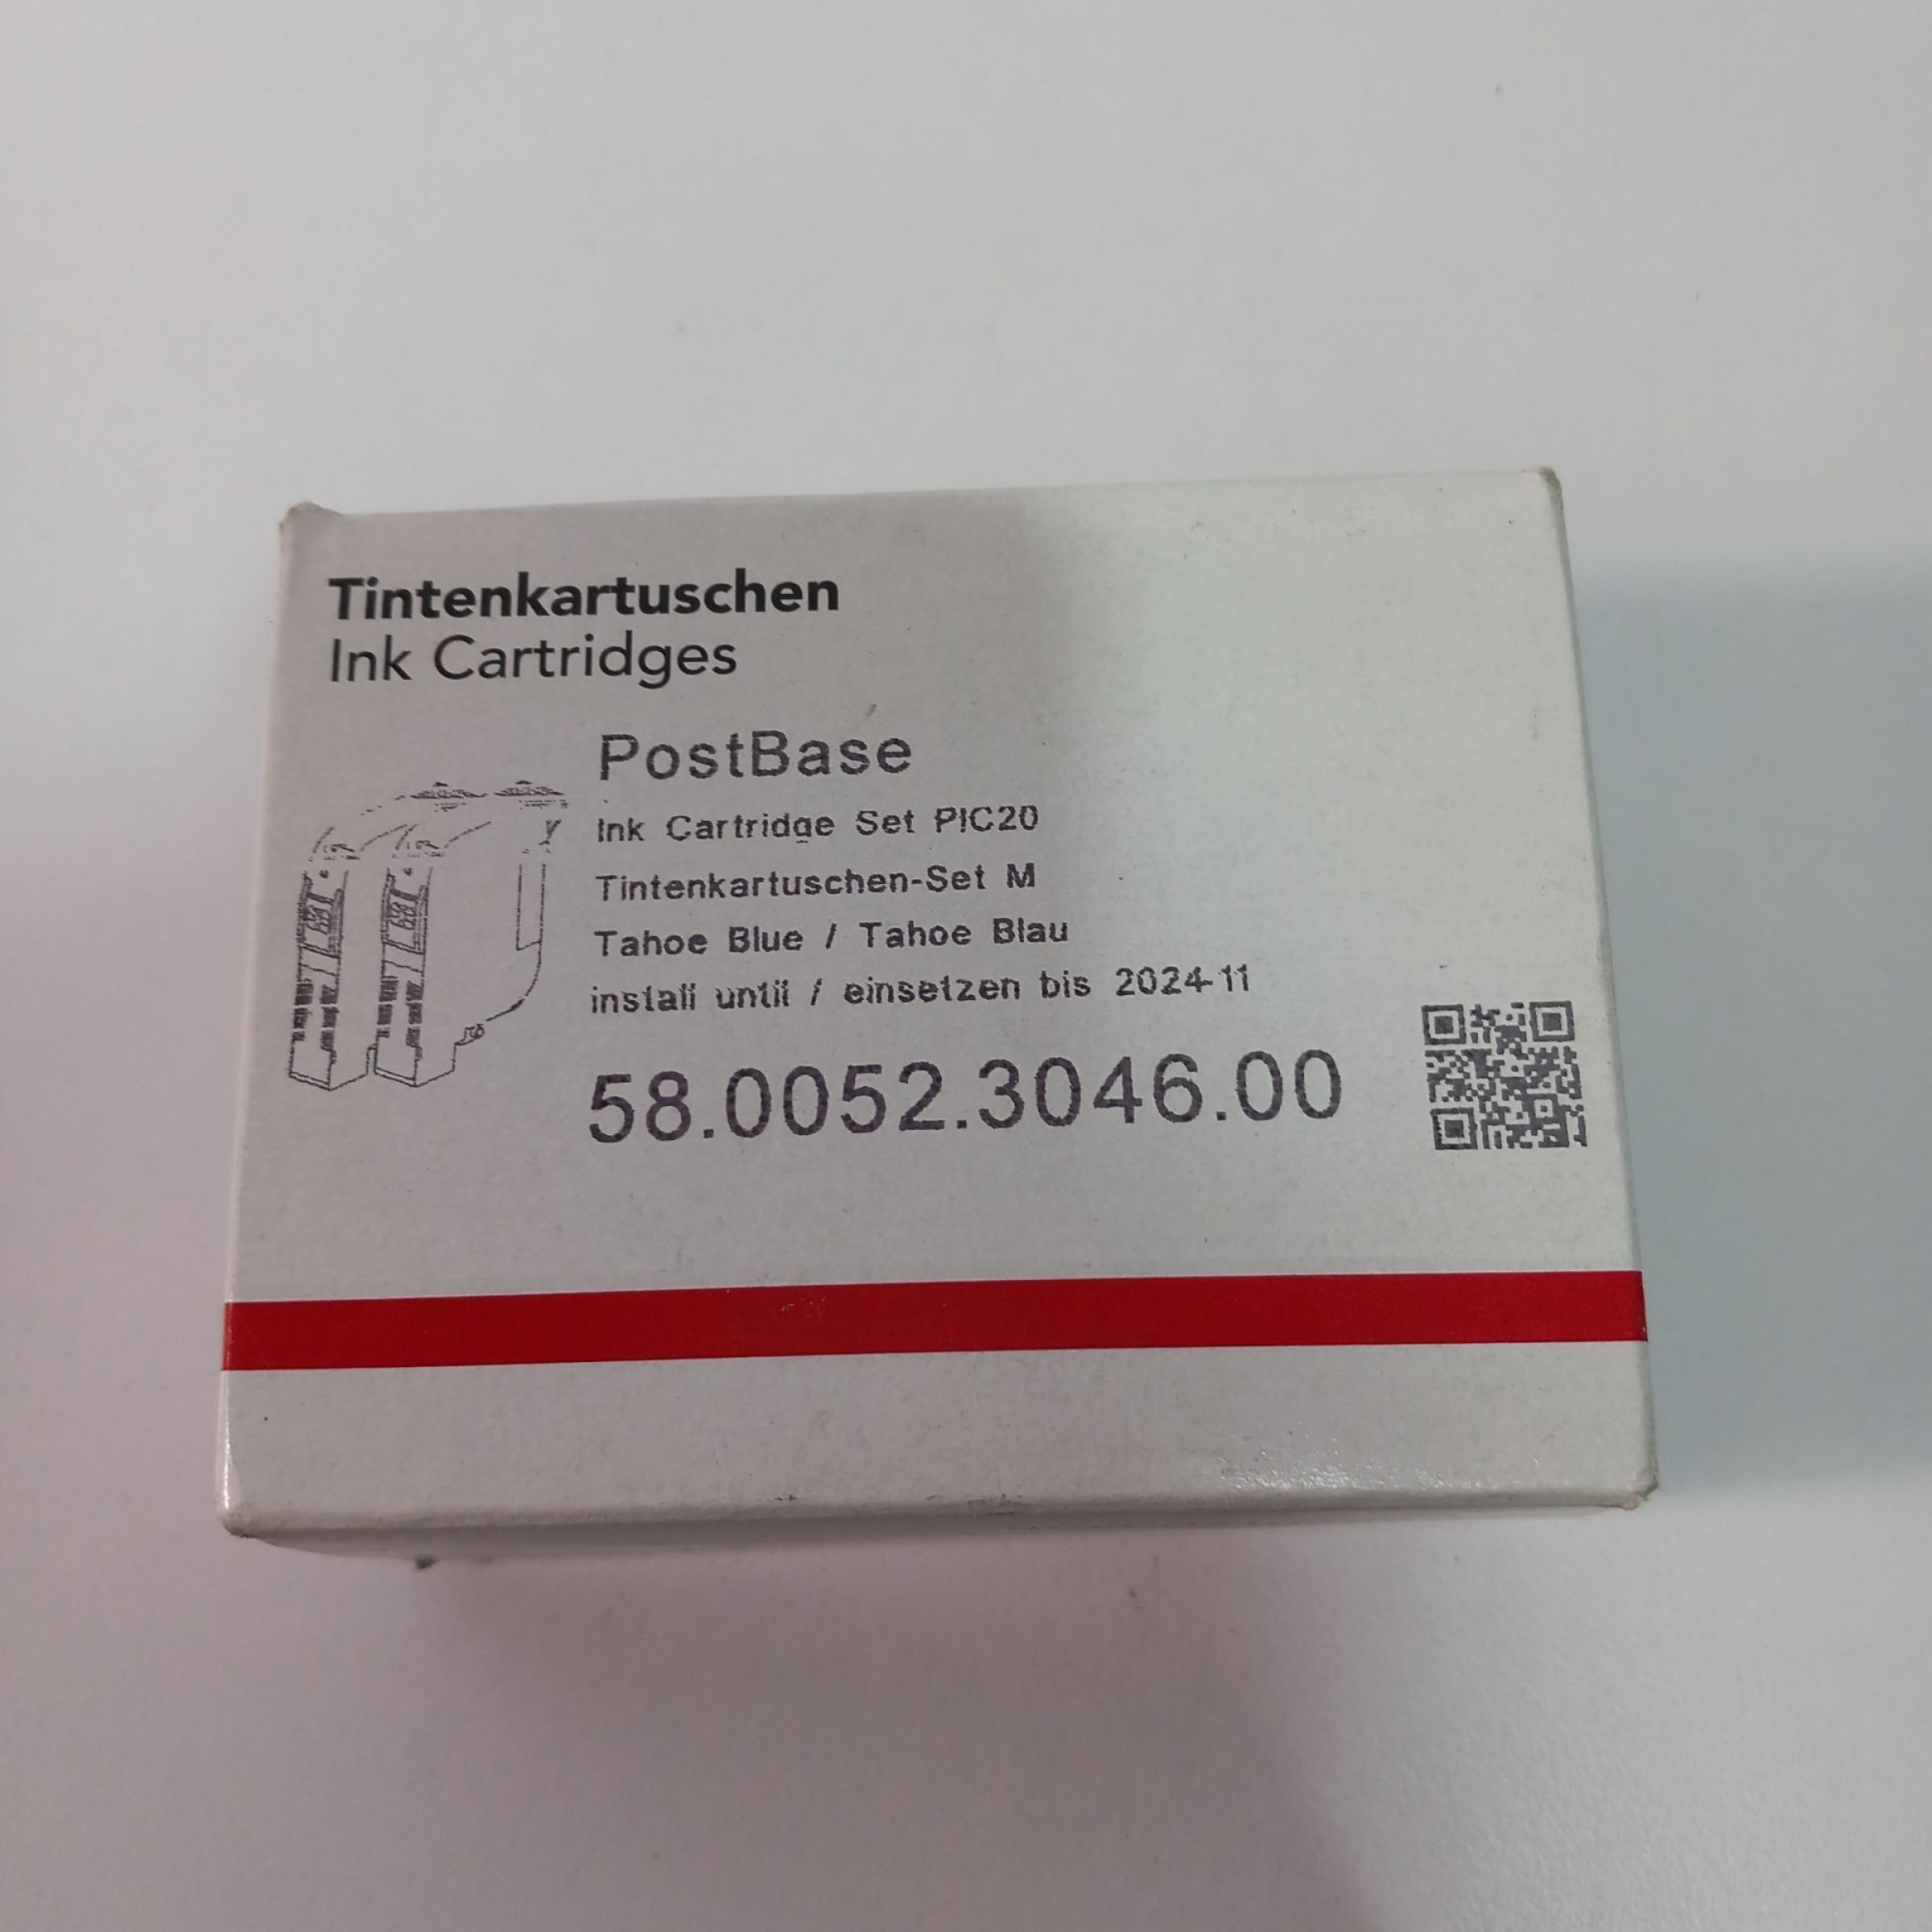 Tintenkartuschen
Ink Cartridges
PostBase
Ink Cartridge Set PIC20
Tintenkartuschen-Set M
Tahoe Blue / Tahoe Blau
install until / einsetzen bis 2024-11
58.0052.3046.00